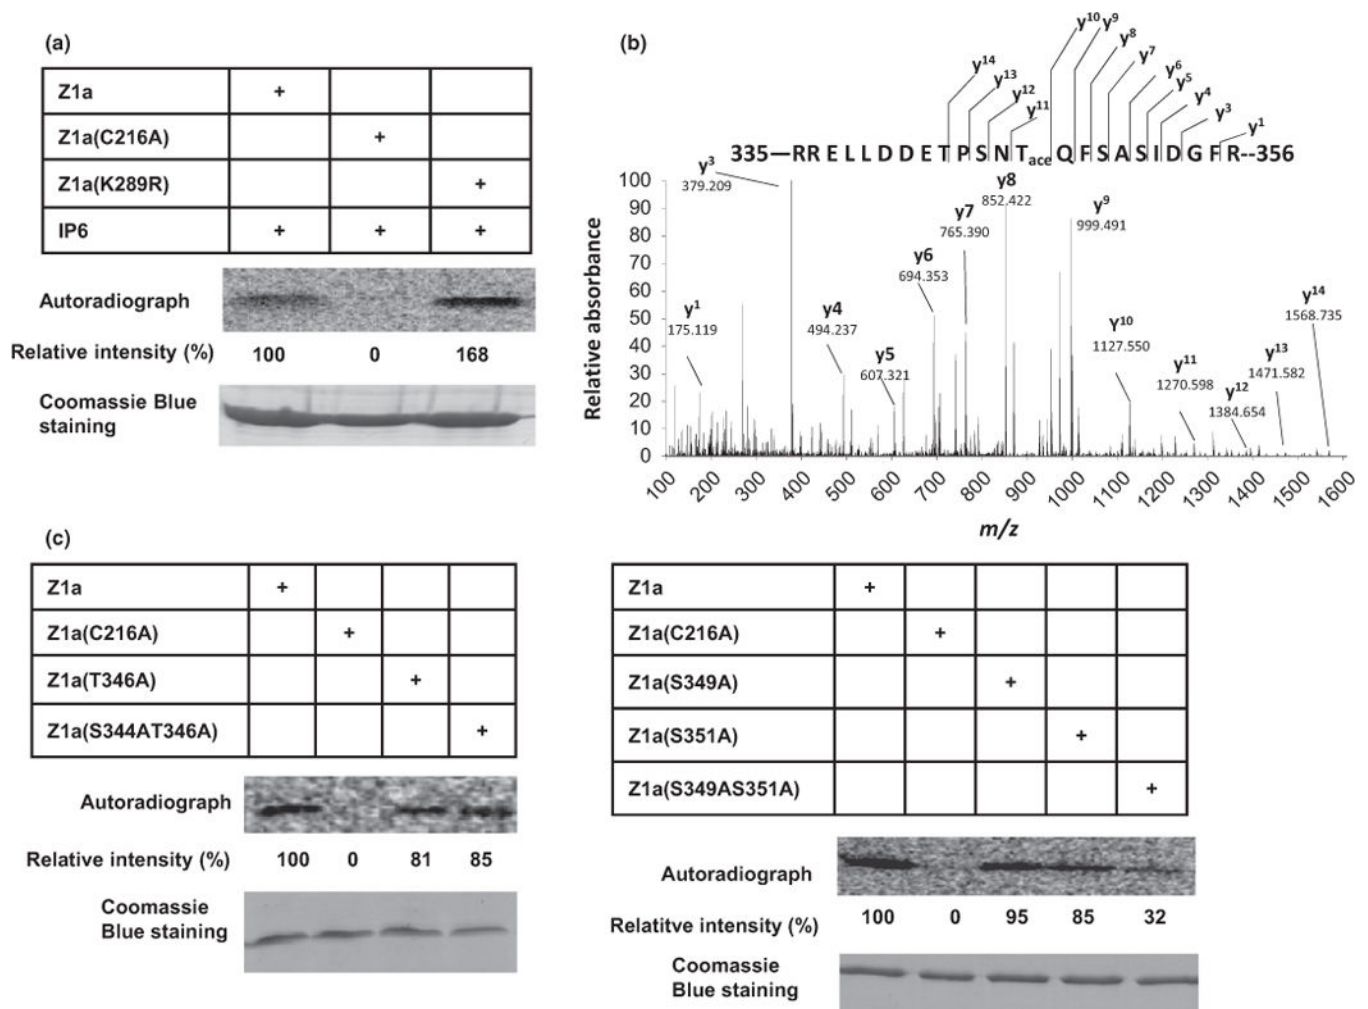 (a)
Z1a +
Z1a(C216A) +
Z1a(K289R) +
IP6 + + +
Autoradiograph
Relative intensity (%) 100 0 168
Coomassie Blue
staining
(b)
y10 y9
y8
y7
y14
y13
y12
y11
y6
y5
y4
y3
y1
335—RRELLDDETPSNTaceQFSASIDGFR--356
Relative absorbance
100
90
80
70
60
50
40
30
20
10
0
y3
379.209
y1
175.119
y4
494.237
y5
607.321
y6
694.353
y7
765.390
y8
852.422
y9
999.491
Y10
1127.550
y11
1270.598
y12
1384.654
y13
1471.582
y14
1568.735
100 200 300 400 500 600 700 800 900 1000 1100 1200 1300 1400 1500 1600
m/z
(c)
Z1a +
Z1a(C216A) +
Z1a(T346A) +
Z1a(S344AT346A) +
Autoradiograph
Relative intensity (%) 100 0 81 85
Coomassie
Blue staining
Z1a +
Z1a(C216A) +
Z1a(S349A) +
Z1a(S351A) +
Z1a(S349AS351A) +
Autoradiograph
Relatitve intensity (%) 100 0 95 85 32
Coomassie
Blue staining